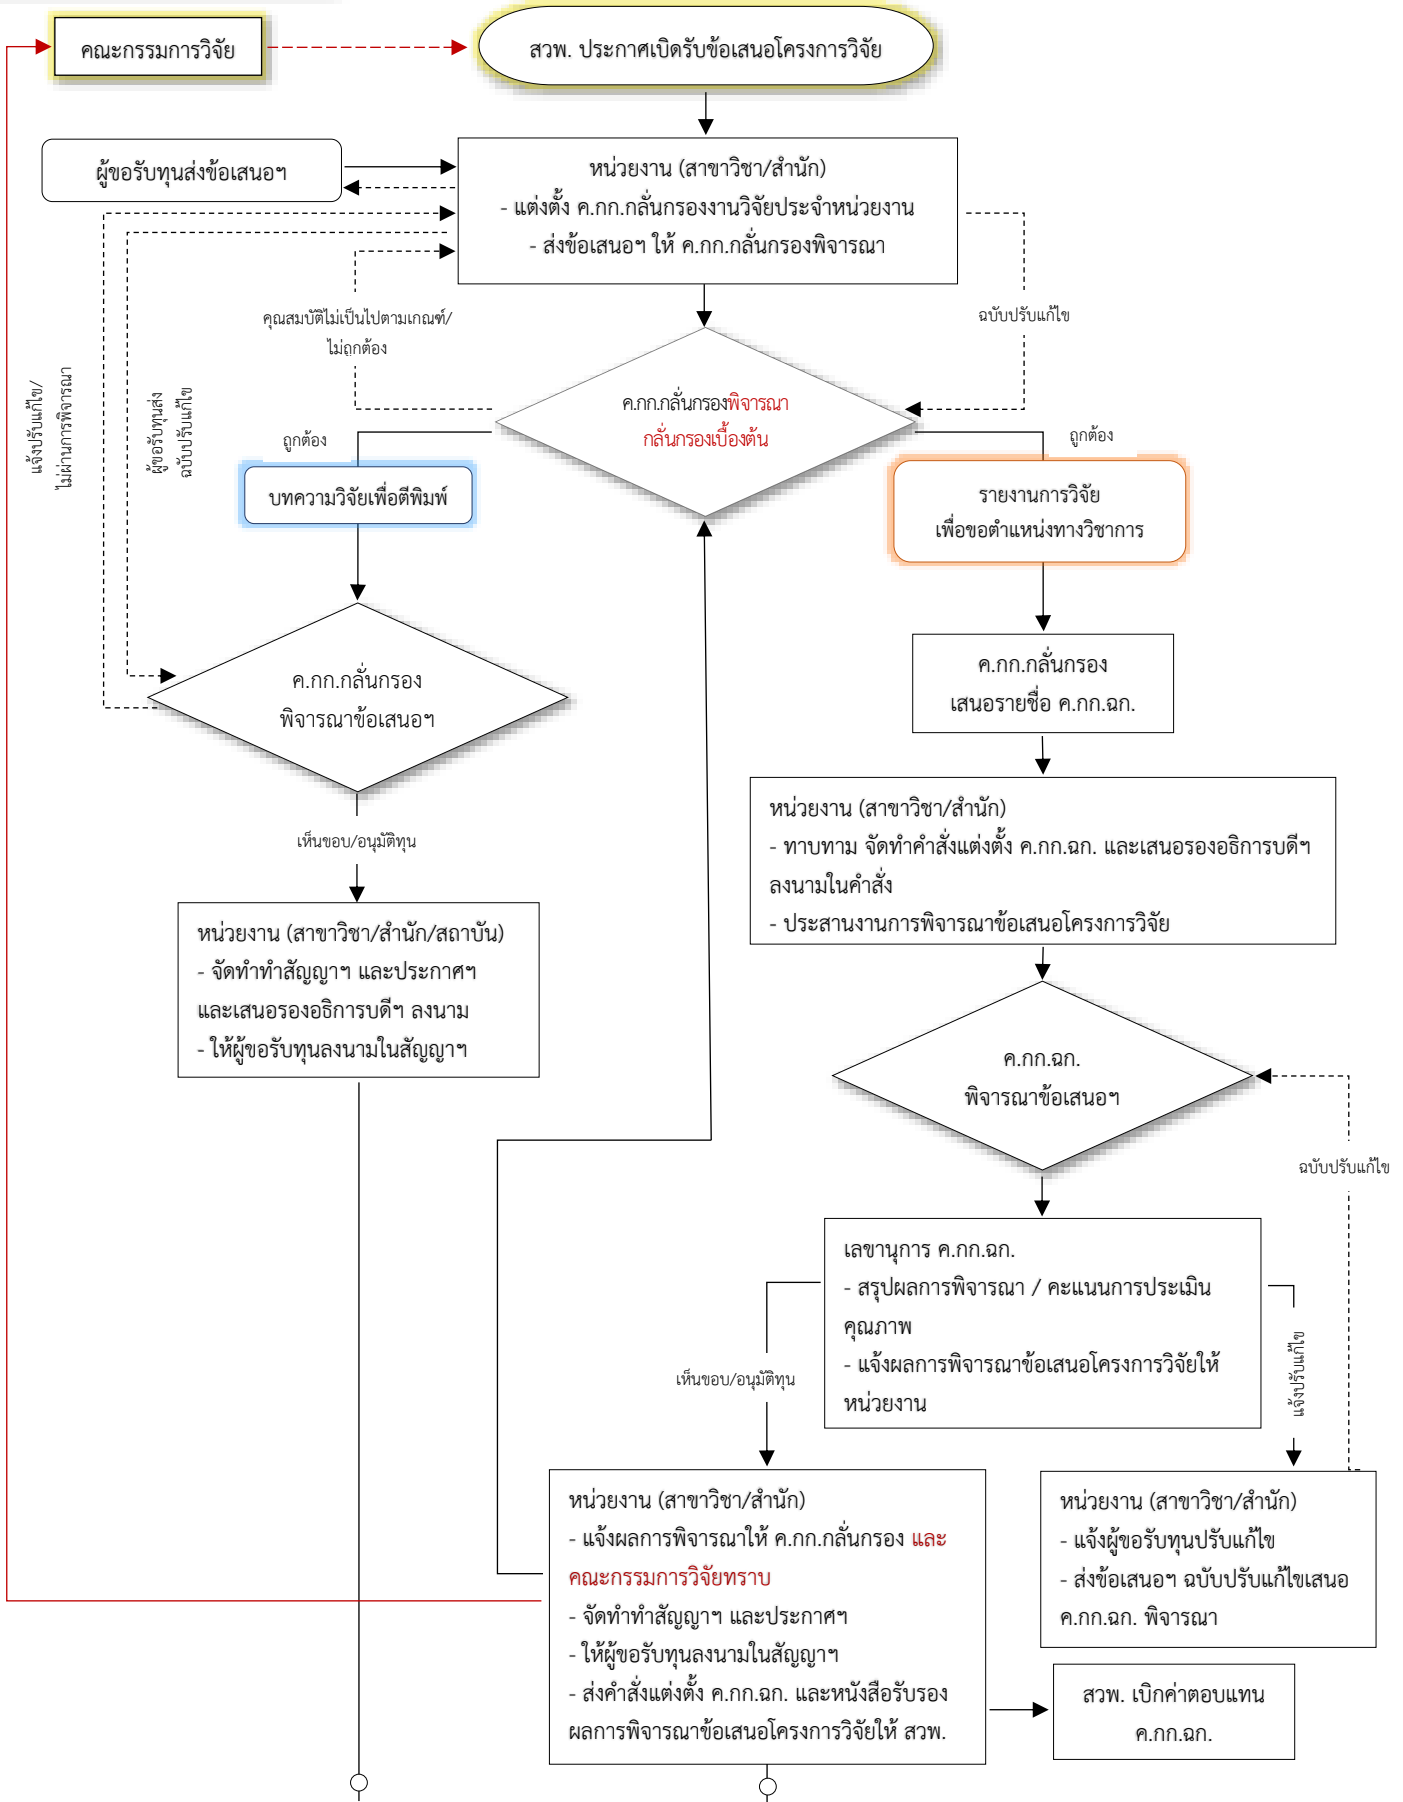 คณะกรรมการวิจัย
สวพ. ประกาศเปิดรับข้อเสนอโครงการวิจัย
ผู้ขอรับทุนส่งข้อเสนอฯ
หน่วยงาน (สาขาวิชา/สำนัก)
- แต่งตั้ง ค.กก.กลั่นกรองงานวิจัยประจำหน่วยงาน
- ส่งข้อเสนอฯ ให้ ค.กก.กลั่นกรองพิจารณา
คุณสมบัติไม่เป็นไปตามเกณฑ์/
ไม่ถูกต้อง
ฉบับปรับแก้ไข
แจ้งปรับแก้ไข/
ไม่ผ่านการพิจารณา
ผู้ขอรับทุนส่ง
ฉบับปรับแก้ไข
ค.กก.กลั่นกรองพิจารณา
กลั่นกรองเบื้องต้น
ถูกต้อง
ถูกต้อง
บทความวิจัยเพื่อตีพิมพ์
รายงานการวิจัย
เพื่อขอตำแหน่งทางวิชาการ
ค.กก.กลั่นกรอง
พิจารณาข้อเสนอฯ
ค.กก.กลั่นกรอง
เสนอรายชื่อ ค.กก.ฉก.
เห็นชอบ/อนุมัติทุน
หน่วยงาน (สาขาวิชา/สำนัก)
- ทาบทาม จัดทำคำสั่งแต่งตั้ง ค.กก.ฉก. และเสนอรองอธิการบดีฯ
ลงนามในคำสั่ง
- ประสานงานการพิจารณาข้อเสนอโครงการวิจัย
หน่วยงาน (สาขาวิชา/สำนัก/สถาบัน)
- จัดทำทำสัญญาฯ และประกาศฯ
และเสนอรองอธิการบดีฯ ลงนาม
- ให้ผู้ขอรับทุนลงนามในสัญญาฯ
ค.กก.ฉก.
พิจารณาข้อเสนอฯ
ฉบับปรับแก้ไข
เลขานุการ ค.กก.ฉก.
- สรุปผลการพิจารณา / คะแนนการประเมิน
คุณภาพ
- แจ้งผลการพิจารณาข้อเสนอโครงการวิจัยให้
หน่วยงาน
เห็นชอบ/อนุมัติทุน
แจ้งปรับแก้ไข
หน่วยงาน (สาขาวิชา/สำนัก)
- แจ้งผลการพิจารณาให้ ค.กก.กลั่นกรอง และ
คณะกรรมการวิจัยทราบ
- จัดทำทำสัญญาฯ และประกาศฯ
- ให้ผู้ขอรับทุนลงนามในสัญญาฯ
- ส่งคำสั่งแต่งตั้ง ค.กก.ฉก. และหนังสือรับรอง
ผลการพิจารณาข้อเสนอโครงการวิจัยให้ สวพ.
หน่วยงาน (สาขาวิชา/สำนัก)
- แจ้งผู้ขอรับทุนปรับแก้ไข
- ส่งข้อเสนอฯ ฉบับปรับแก้ไขเสนอ
ค.กก.ฉก. พิจารณา
สวพ. เบิกค่าตอบแทน
ค.กก.ฉก.